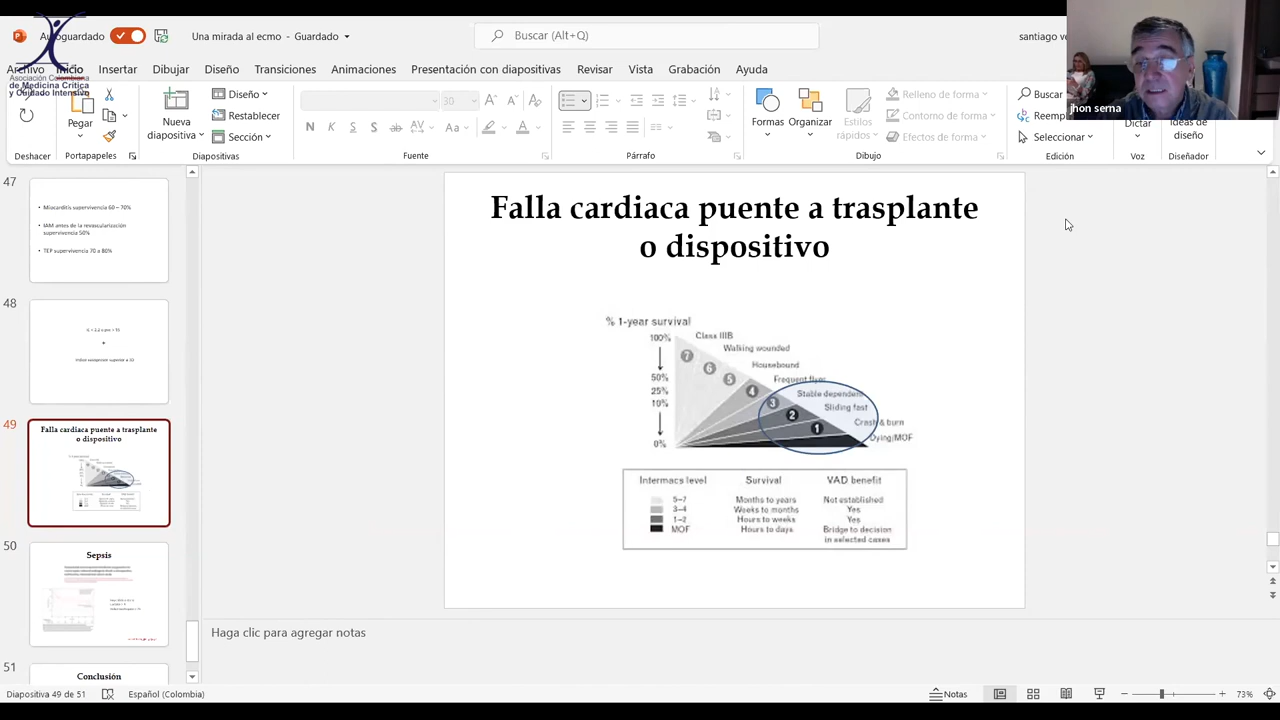 Autoguardado
Una mirada al ecmo - Guardado
Buscar (Alt+Q)
santiago ve
Asociación Colombiana
de Medicina Crítica
y Cuidado Intensivo
jhon serna
Archivo Inicio Insertar Dibujar Diseño Transiciones Animaciones Presentación con diapositivas Revisar Vista Grabación Ayuda
Deshacer
Pegar
Portapapeles
Nueva
diapositiva
Diseño
Restablecer
Sección
Diapositivas
30
N K S ab AV Aa A
Fuente
Párrafo
Formas
Organizar
Estilos
rápidos
Relleno de forma
Contorno de forma
Efectos de forma
Dibujo
Buscar
Seleccionar
Edición
Dictar
Voz
Ideas de
diseño
Diseñador
47
• Miocarditis supervivencia 60 – 70%
• IAM antes de la revascularización
supervivencia 50%
• TEP supervivencia 70 a 80%
48
49
Falla cardiaca puente a trasplante
o dispositivo
50
Sepsis
51
Conclusión
Falla cardiaca puente a trasplante
o dispositivo
% 1-year survival
100%
50%
25%
10%
0%
7
6
5
4
3
2
1
Class IIIB
Walking wounded
Housebound
Frequent flyer
Stable dependent
Sliding fast
Crash & burn
Dying/MOF
Intermacs level Survival VAD benefit
5–7 Months to years Not established
3–4 Weeks to months Yes
1–2 Hours to weeks Yes
MOF Hours to days Bridge to decision
in selected cases
Haga clic para agregar notas
Diapositiva 49 de 51
Español (Colombia)
Notas
73%